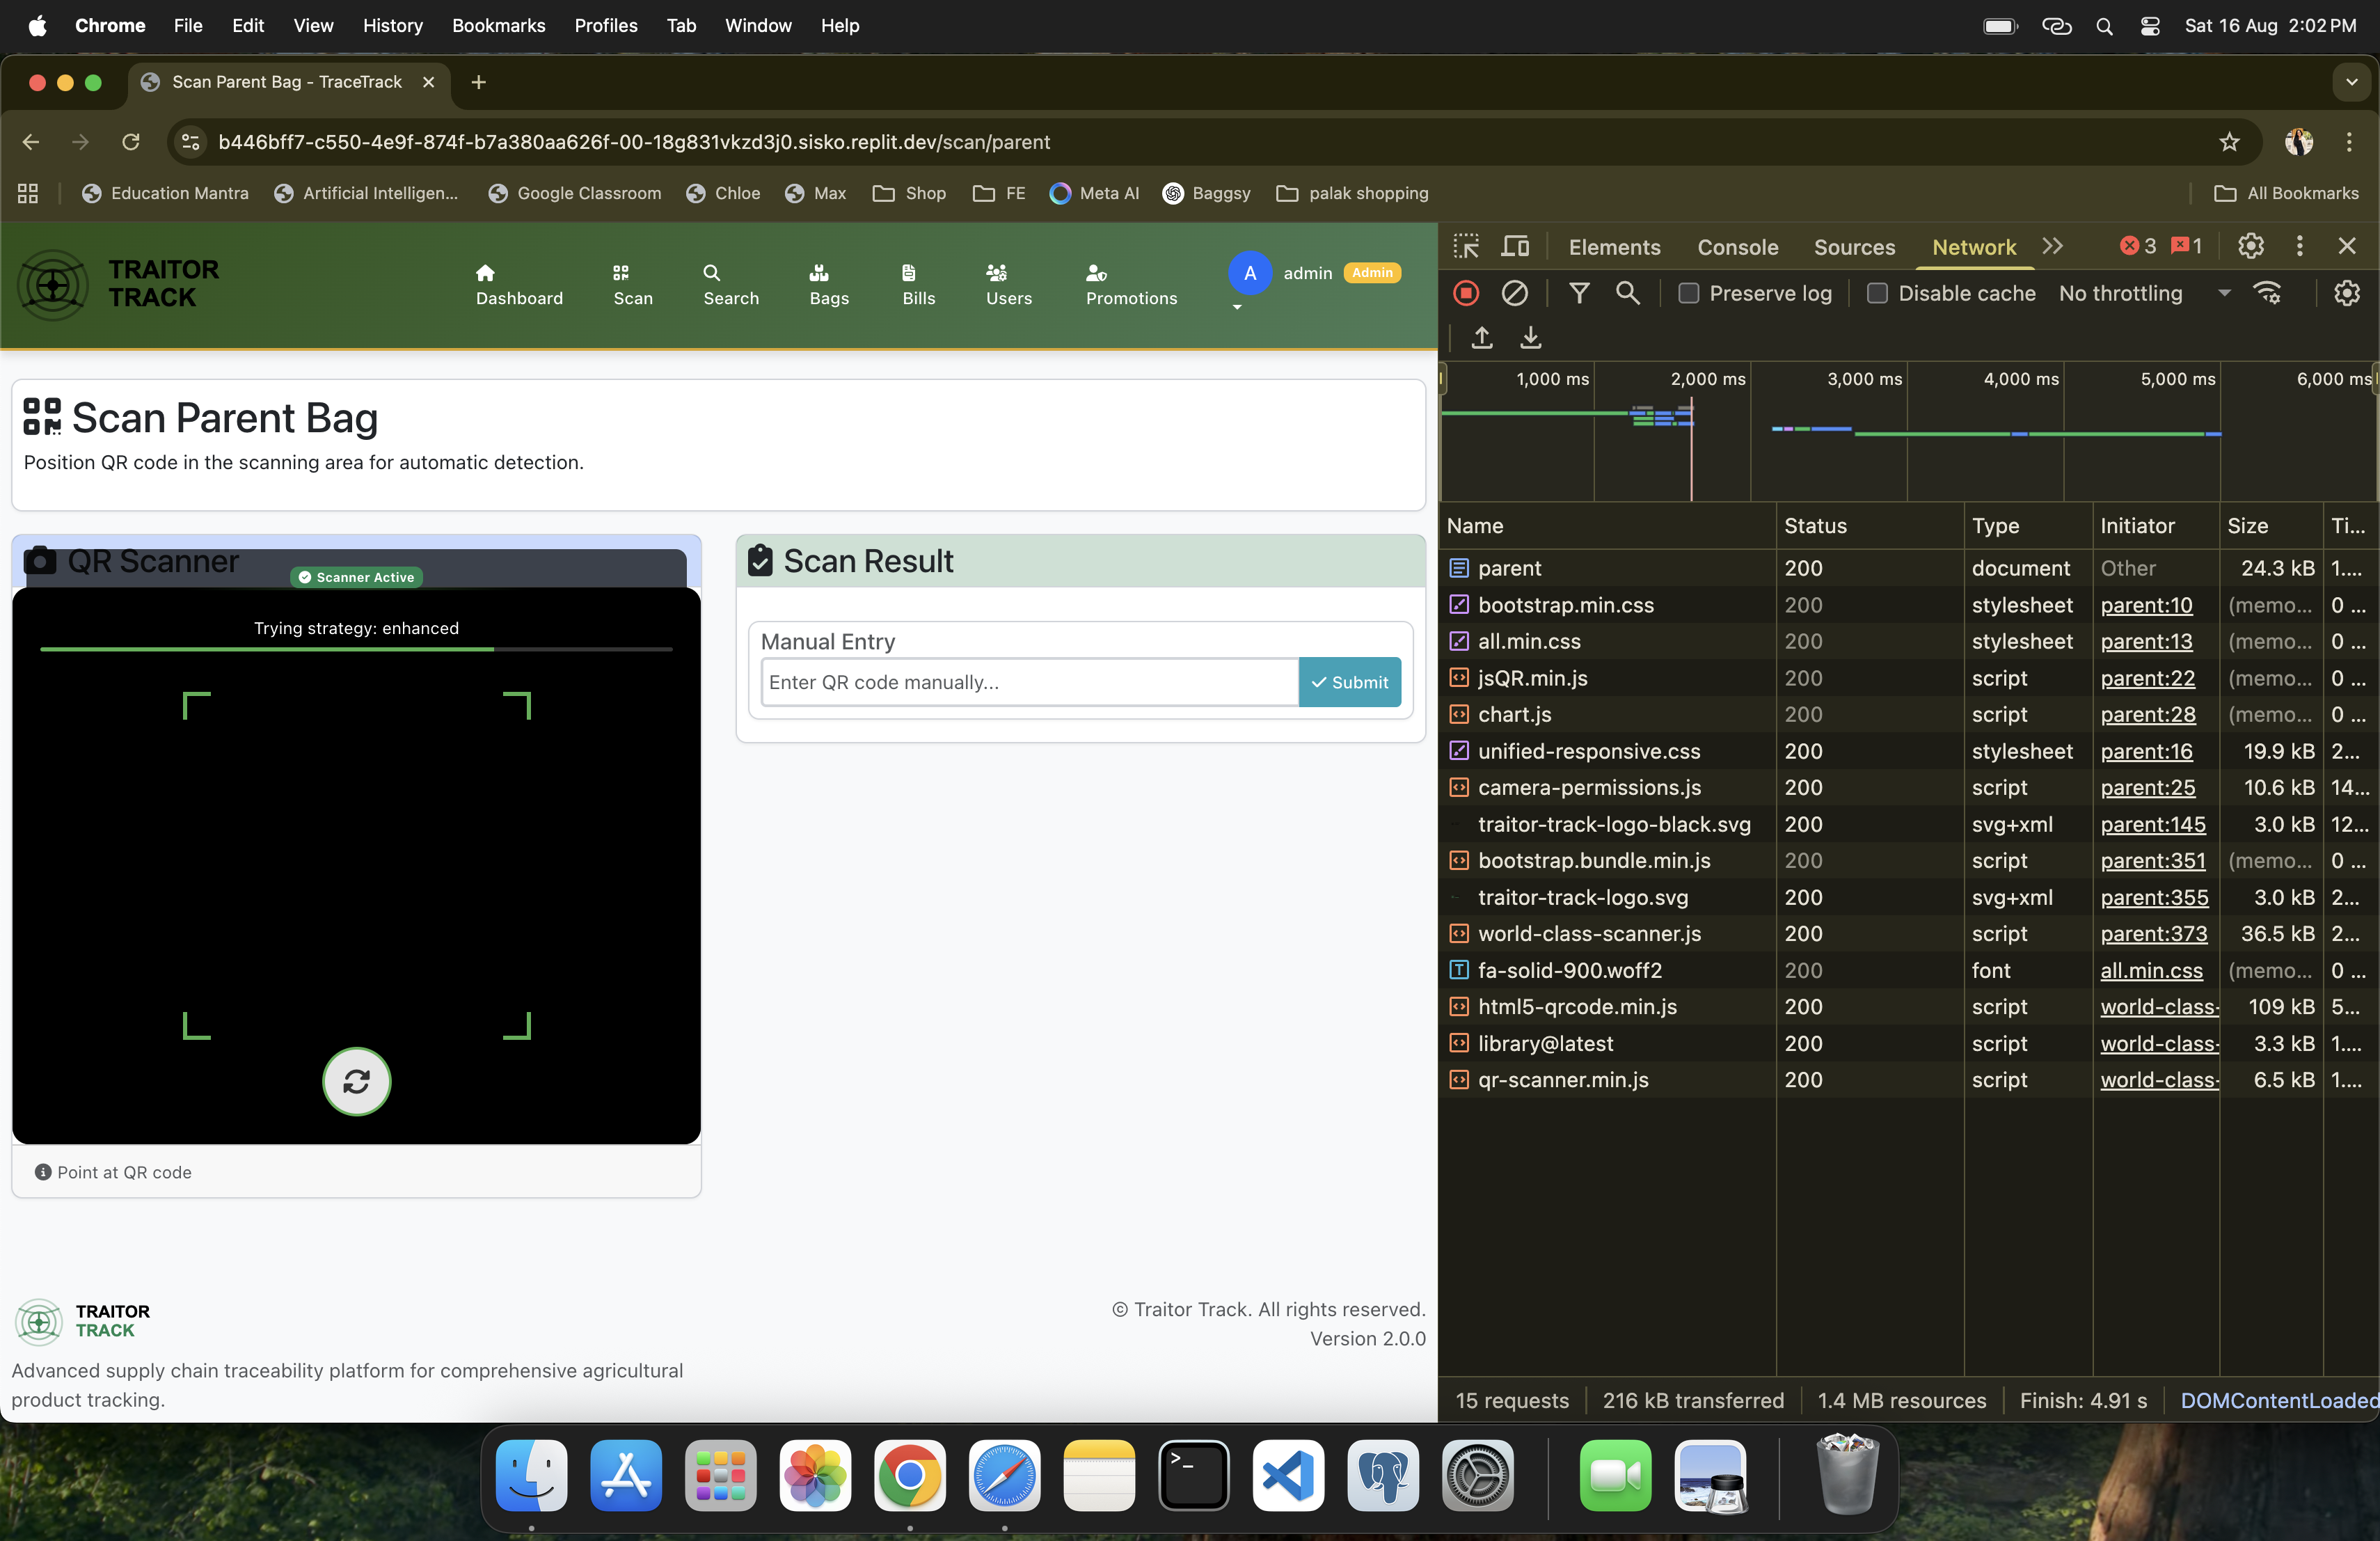 Chrome File Edit View History Bookmarks Profiles Tab Window Help Sat 16 Aug 2:02 PM
Scan Parent Bag - TraceTrack
b446bff7-c550-4e9f-874f-b7a380aa626f-00-18g831vkzd3j0.sisko.replit.dev/scan/parent
Education Mantra Artificial Intelligen... Google Classroom Chloe Max Shop FE Meta AI Baggsy palak shopping All Bookmarks
TRAITOR
TRACK
Dashboard Scan Search Bags Bills Users Promotions A admin Admin
Scan Parent Bag
Position QR code in the scanning area for automatic detection.
QR Scanner
Scanner Active
Trying strategy: enhanced
Point at QR code
Scan Result
Manual Entry
Enter QR code manually...
Submit
TRAITOR
TRACK
Advanced supply chain traceability platform for comprehensive agricultural
product tracking.
© Traitor Track. All rights reserved.
Version 2.0.0
Elements Console Sources Network 3 1
Preserve log Disable cache No throttling
1,000 ms 2,000 ms 3,000 ms 4,000 ms 5,000 ms 6,000 ms
Name Status Type Initiator Size Ti...
parent 200 document Other 24.3 kB 1....
bootstrap.min.css 200 stylesheet parent:10 (memo... 0 ...
all.min.css 200 stylesheet parent:13 (memo... 0 ...
jsQR.min.js 200 script parent:22 (memo... 0 ...
chart.js 200 script parent:28 (memo... 0 ...
unified-responsive.css 200 stylesheet parent:16 19.9 kB 2...
camera-permissions.js 200 script parent:25 10.6 kB 14...
traitor-track-logo-black.svg 200 svg+xml parent:145 3.0 kB 12...
bootstrap.bundle.min.js 200 script parent:351 (memo... 0 ...
traitor-track-logo.svg 200 svg+xml parent:355 3.0 kB 2...
world-class-scanner.js 200 script parent:373 36.5 kB 2...
fa-solid-900.woff2 200 font all.min.css (memo... 0 ...
html5-qrcode.min.js 200 script world-class- 109 kB 5...
library@latest 200 script world-class- 3.3 kB 1....
qr-scanner.min.js 200 script world-class- 6.5 kB 1....
15 requests 216 kB transferred 1.4 MB resources Finish: 4.91 s DOMContentLoaded